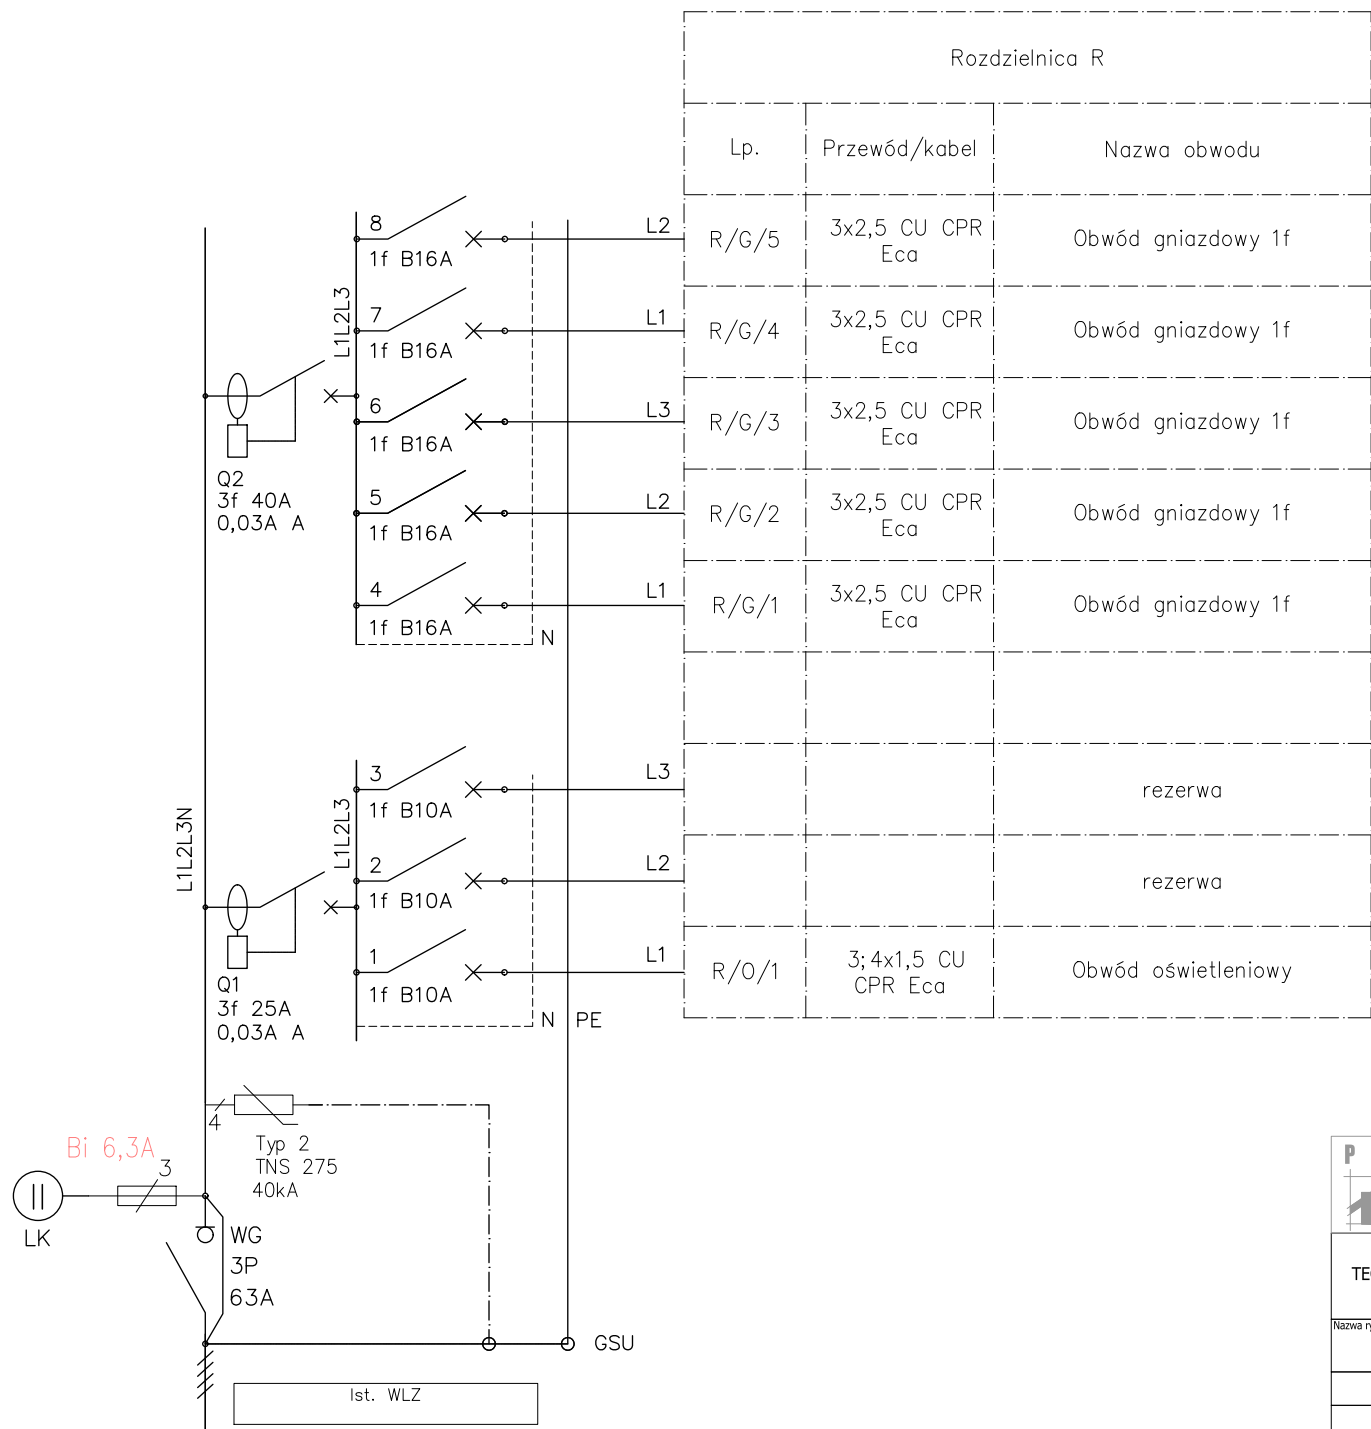 Rozdzielnica R
Lp.
Przewód/kabel
Nazwa obwodu
8
1f B16A
L2
R/G/5
3x2,5 CU CPR
Eca
Obwód gniazdowy 1f
L1L2L3
7
1f B16A
L1
R/G/4
3x2,5 CU CPR
Eca
Obwód gniazdowy 1f
6
1f B16A
L3
R/G/3
3x2,5 CU CPR
Eca
Obwód gniazdowy 1f
Q2
3f 40A
0,03A A
5
1f B16A
L2
R/G/2
3x2,5 CU CPR
Eca
Obwód gniazdowy 1f
4
1f B16A
L1
R/G/1
3x2,5 CU CPR
Eca
Obwód gniazdowy 1f
N
3
1f B10A
L3
rezerwa
L1L2L3N
L1L2L3
2
1f B10A
L2
rezerwa
1
1f B10A
L1
R/O/1
3;4x1,5 CU
CPR Eca
Obwód oświetleniowy
Q1
3f 25A
0,03A A
N
PE
4
Typ 2
TNS 275
40kA
Bi 6,3A
3
LK
WG
3P
63A
GSU
Ist. WLZ
P